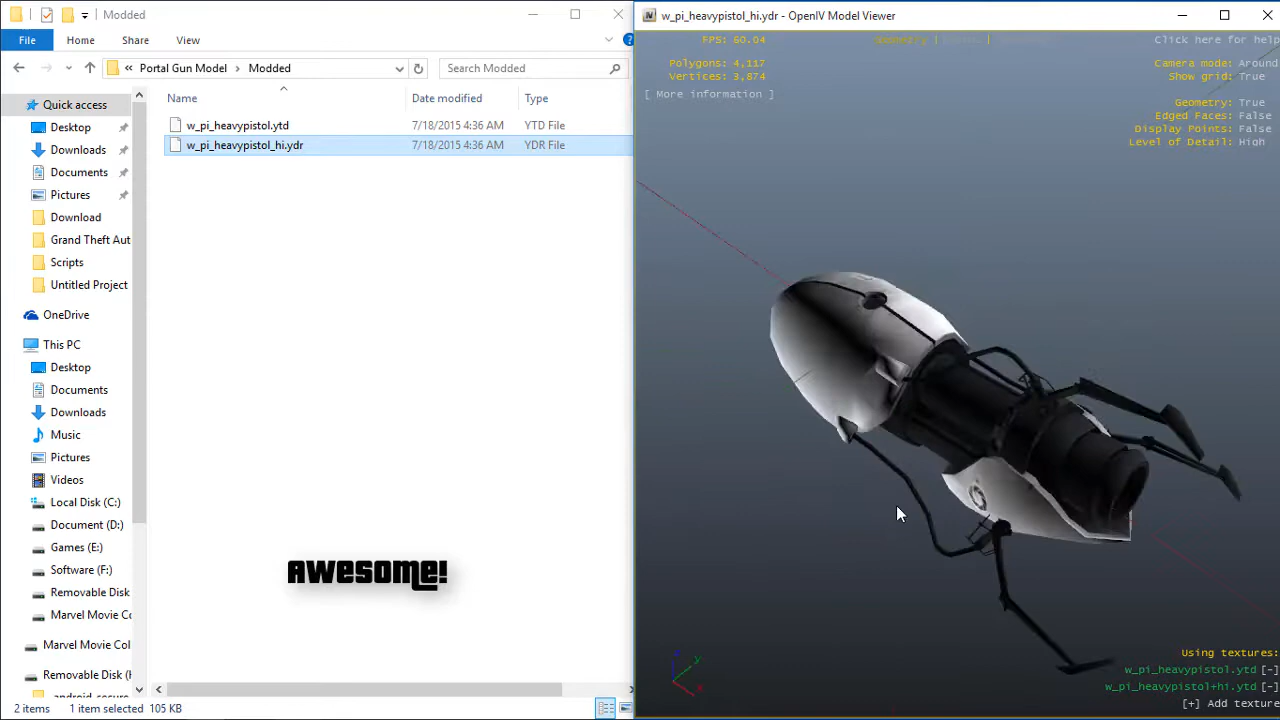 Modded
File
Home
Share
View
Portal Gun Model
Modded
Search Modded
Quick access
Desktop
Downloads
Documents
Pictures
Download
Grand Theft Aut
Scripts
Untitled Project
OneDrive
This PC
Desktop
Documents
Downloads
Music
Pictures
Videos
Local Disk (C:)
Document (D:)
Games (E:)
Software (F:)
Removable Disk
Marvel Movie Co
Marvel Movie Col
Removable Disk (
android_secure
Name Date modified Type
w_pi_heavypistol.ytd 7/18/2015 4:36 AM YTD File
w_pi_heavypistol_hi.ydr 7/18/2015 4:36 AM YDR File
AWESOME!
2 items 1 item selected 105 KB
w_pi_heavypistol_hi.ydr - OpenIV Model Viewer
FPS: 60.04
Polygons: 4,117
Vertices: 3,874
[ More information ]
Click here for help
Camera mode: Around
Show grid: True
Geometry: True
Edged Faces: False
Display Points: False
Level of Detail: High
z
y
x
Using textures:
w_pi_heavypistol.ytd [-]
w_pi_heavypistol+hi.ytd [-]
[+] Add texture